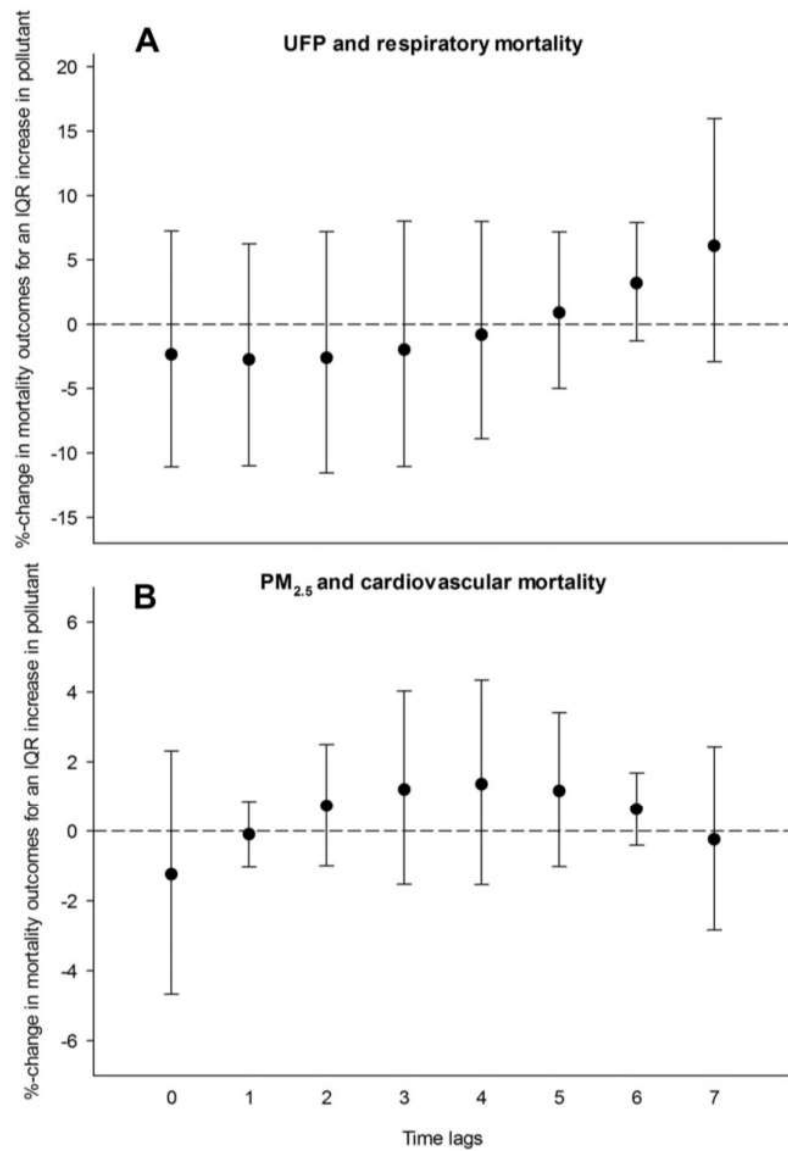 A
UFP and respiratory mortality
%-change in mortality outcomes for an IQR increase in pollutant
20
15
10
5
0
-5
-10
-15
B
PM2.5 and cardiovascular mortality
%-change in mortality outcomes for an IQR increase in pollutant
6
4
2
0
-2
-4
-6
0 1 2 3 4 5 6 7
Time lags